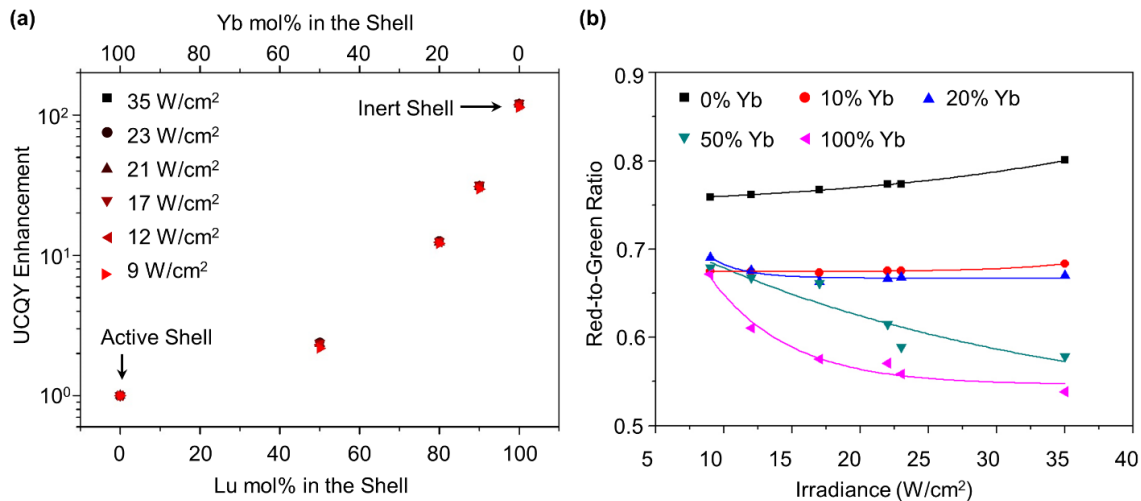 (a)
Yb mol% in the Shell
100 80 60 40 20 0
35 W/cm²
23 W/cm²
21 W/cm²
17 W/cm²
12 W/cm²
9 W/cm²
Inert Shell
Active Shell
UCQY Enhancement
10²
10¹
10⁰
0 20 40 60 80 100
Lu mol% in the Shell
(b)
0% Yb 10% Yb 20% Yb
50% Yb 100% Yb
Red-to-Green Ratio
0.9
0.8
0.7
0.6
0.5
5 10 15 20 25 30 35 40
Irradiance (W/cm²)